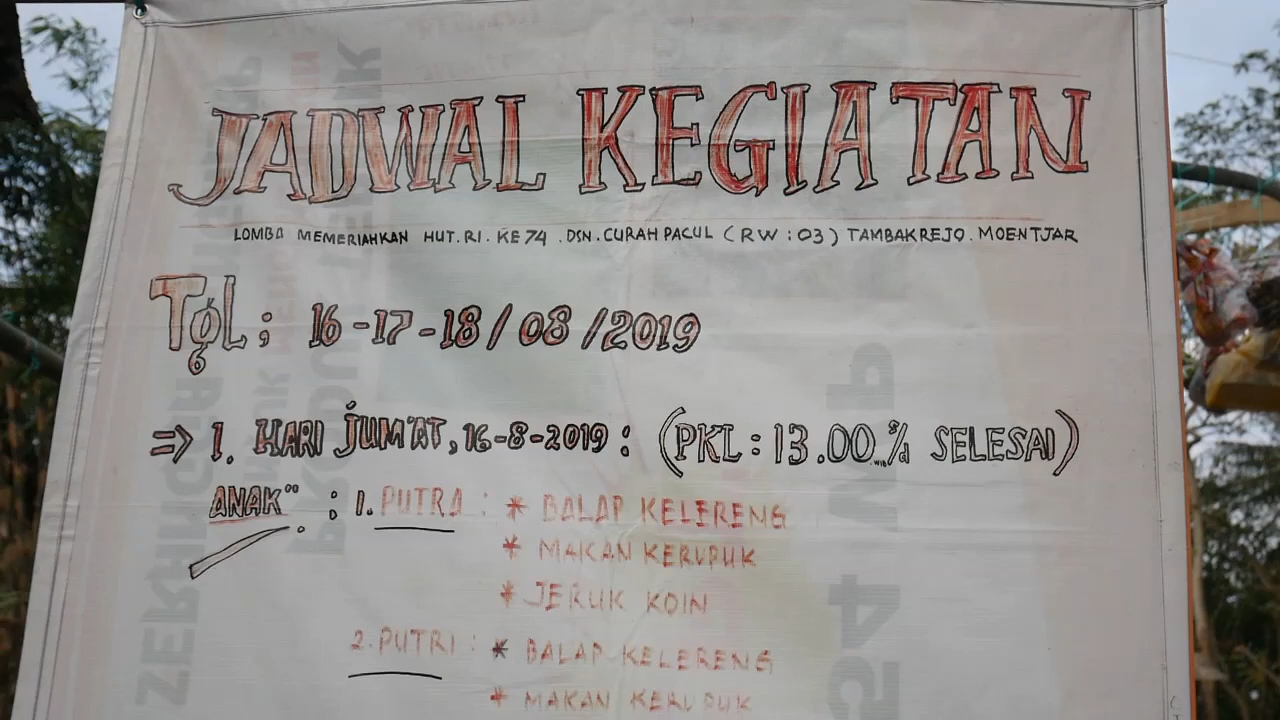 JADWAL KEGIATAN
LOMBA MEMERIAHKAN HUT.RI.KE 74 .DSN.CURAH PACUL (RW:03) TAMBAKREJO.MOENTJAR
TGL: 16-17-18/08/2019
=> 1. HARI JUM'AT, 16-8-2019 : (PKL : 13.00 WIB S/d SELESAI)
ANAK" : 1. PUTRA : * BALAP KELERENG
* MAKAN KERUPUK
* JERUK KOIN
2. PUTRI : * BALAP KELERENG
* MAKAN KERUPUK